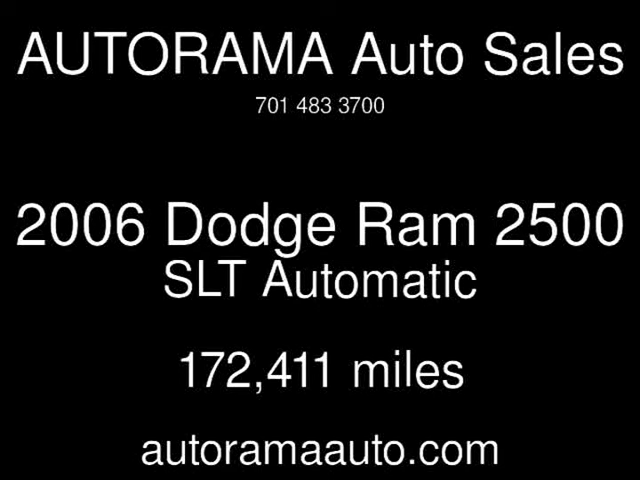 AUTORAMA Auto Sales
701 483 3700
2006 Dodge Ram 2500
SLT Automatic
172,411 miles
autoramaauto.com